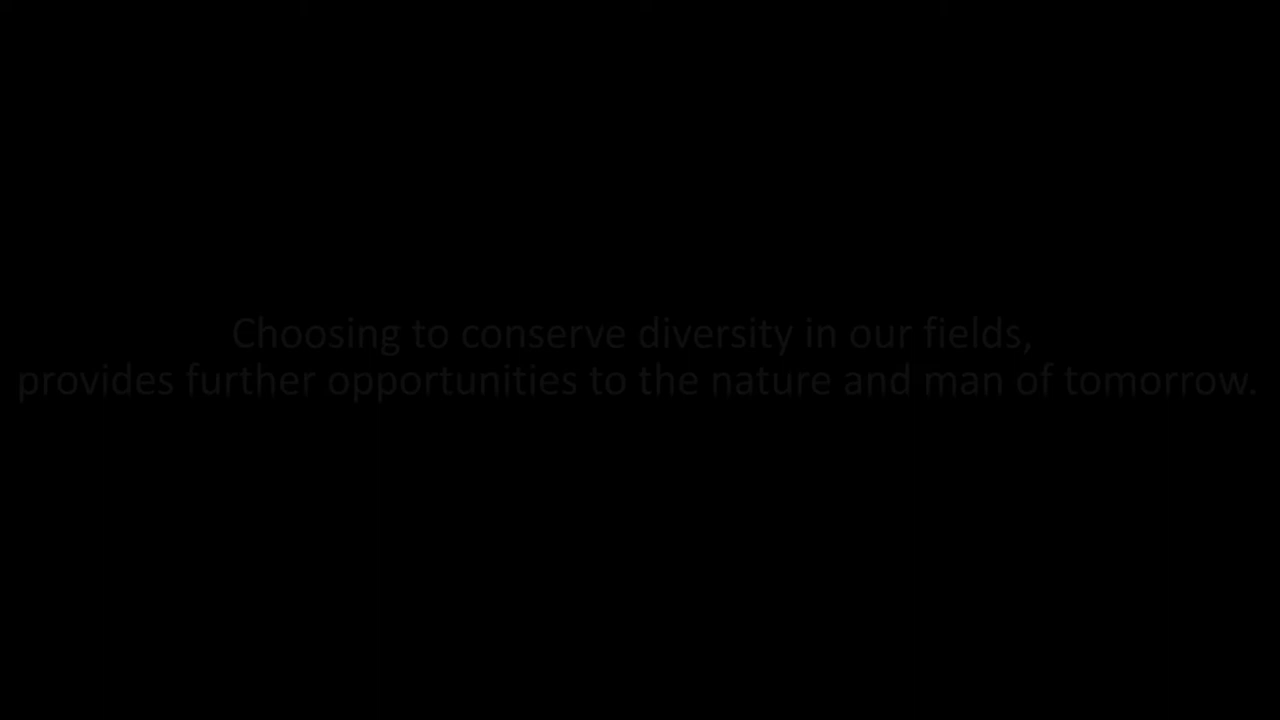 Choosing to conserve diversity in our fields,
provides further opportunities to the nature and man of tomorrow.